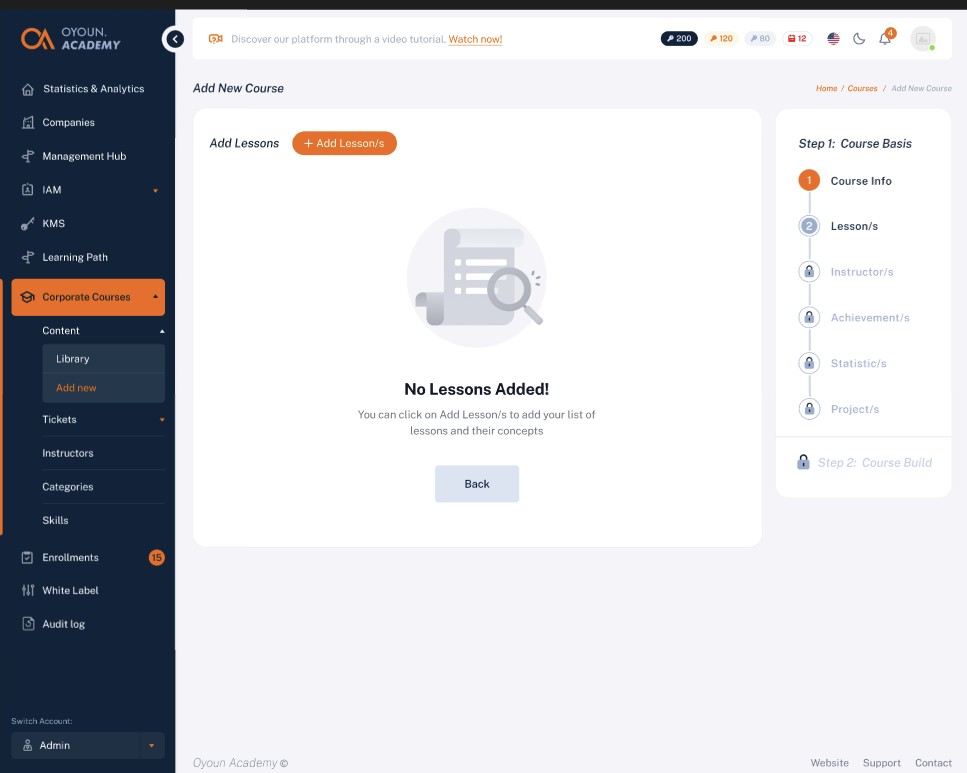 OYOUN.
ACADEMY
Discover our platform through a video tutorial. Watch now!
200
120
80
12
4
Statistics & Analytics
Companies
Management Hub
IAM
KMS
Learning Path
Corporate Courses
Content
Library
Add new
Tickets
Instructors
Categories
Skills
Enrollments
15
White Label
Audit log
Switch Account:
Admin
Add New Course
Home / Courses / Add New Course
Add Lessons
+ Add Lesson/s
No Lessons Added!
You can click on Add Lesson/s to add your list of
lessons and their concepts
Back
Step 1: Course Basis
1 Course Info
2 Lesson/s
Instructor/s
Achievement/s
Statistic/s
Project/s
Step 2: Course Build
Oyoun Academy ©
Website Support Contact